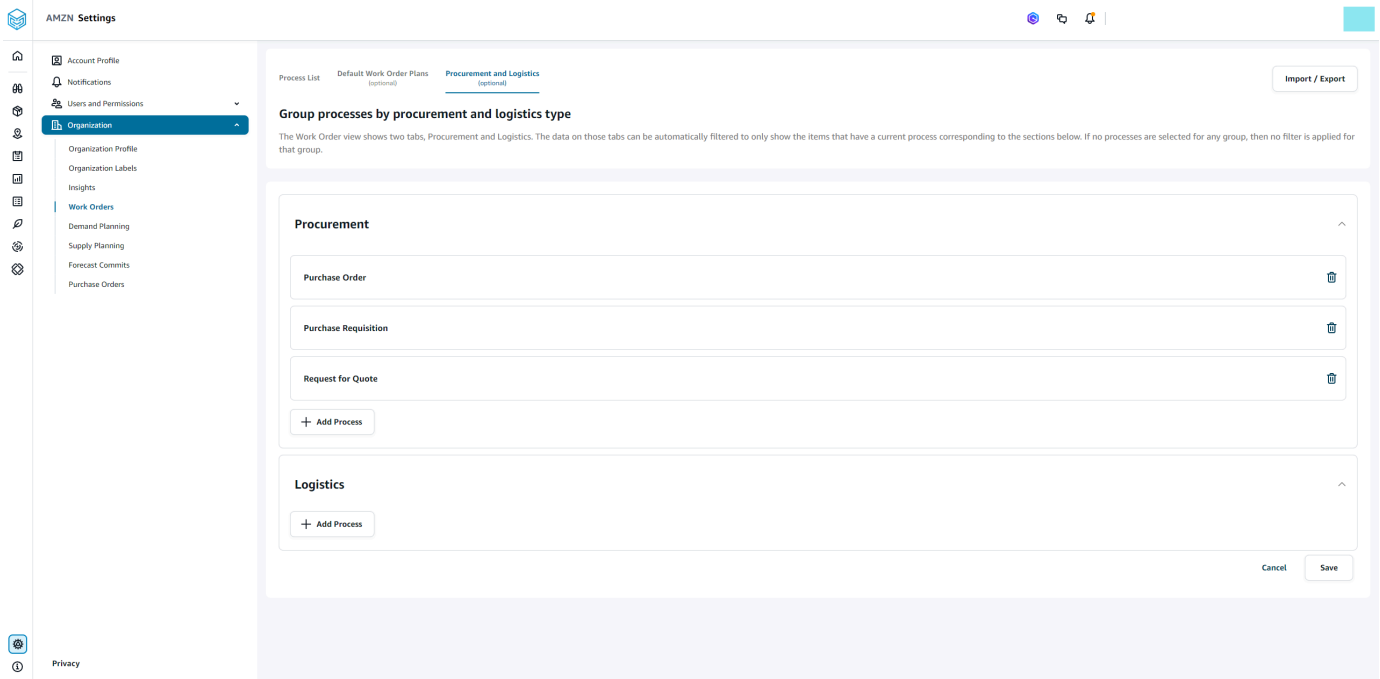 AMZN Settings
Account Profile
Notifications
Users and Permissions
Organization
Organization Profile
Organization Labels
Insights
Work Orders
Demand Planning
Supply Planning
Forecast Commits
Purchase Orders
Privacy
Process List
Default Work Order Plans
(optional)
Procurement and Logistics
(optional)
Import / Export
Group processes by procurement and logistics type
The Work Order view shows two tabs, Procurement and Logistics. The data on those tabs can be automatically filtered to only show the items that have a current process corresponding to the sections below. If no processes are selected for any group, then no filter is applied for
that group.
Procurement
Purchase Order
Purchase Requisition
Request for Quote
Add Process
Logistics
Add Process
Cancel
Save